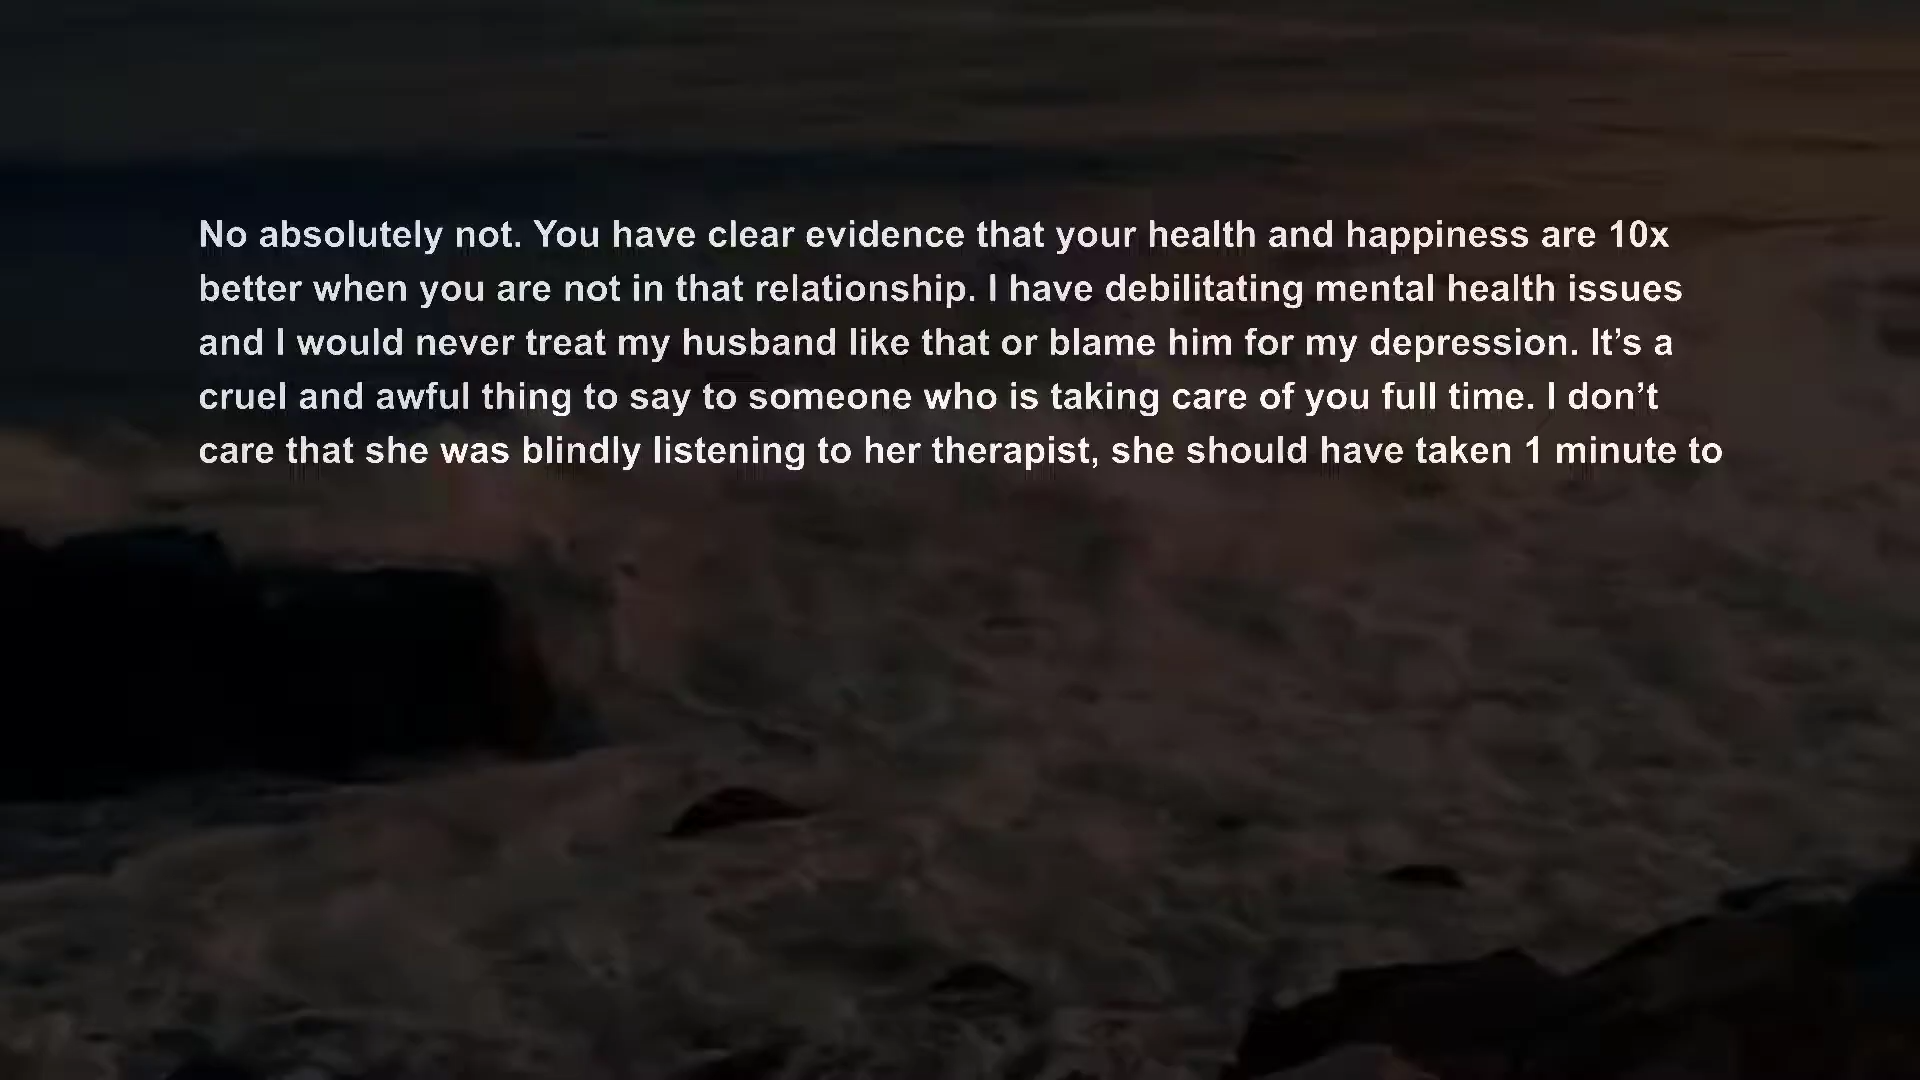 No absolutely not. You have clear evidence that your health and happiness are 10x
better when you are not in that relationship. I have debilitating mental health issues
and I would never treat my husband like that or blame him for my depression. It’s a
cruel and awful thing to say to someone who is taking care of you full time. I don’t
care that she was blindly listening to her therapist, she should have taken 1 minute to